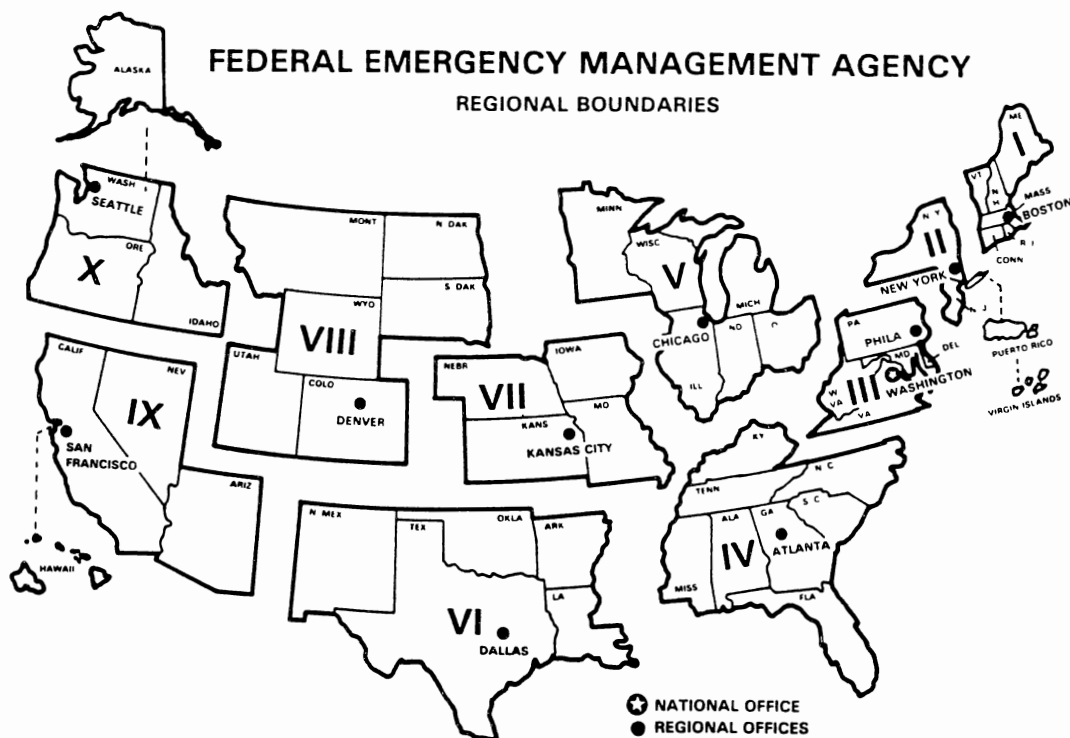 FEDERAL EMERGENCY MANAGEMENT AGENCY
REGIONAL BOUNDARIES
ALASKA
WASH
SEATTLE
ORE
X
IDAHO
MONT
N DAK
S DAK
WYO
VIII
UTAH
COLO
DENVER
CALIF
NEV
IX
SAN
FRANCISCO
ARIZ
HAWAII
NEBR
IOWA
VII
KANS
MO
KANSAS CITY
MINN
WISC
V
MICH
CHICAGO
IND
O
ILL
ME
I
VT
N
H
MASS
BOSTON
R I
CONN
N Y
II
NEW YORK
N J
PUERTO RICO
VIRGIN ISLANDS
PA
PHILA
MD
DEL
W
VA
III
WASHINGTON
VA
KY
TENN
N C
S C
ALA
GA
IV
ATLANTA
MISS
FLA
N MEX
TEX
OKLA
ARK
LA
VI
DALLAS
NATIONAL OFFICE
REGIONAL OFFICES